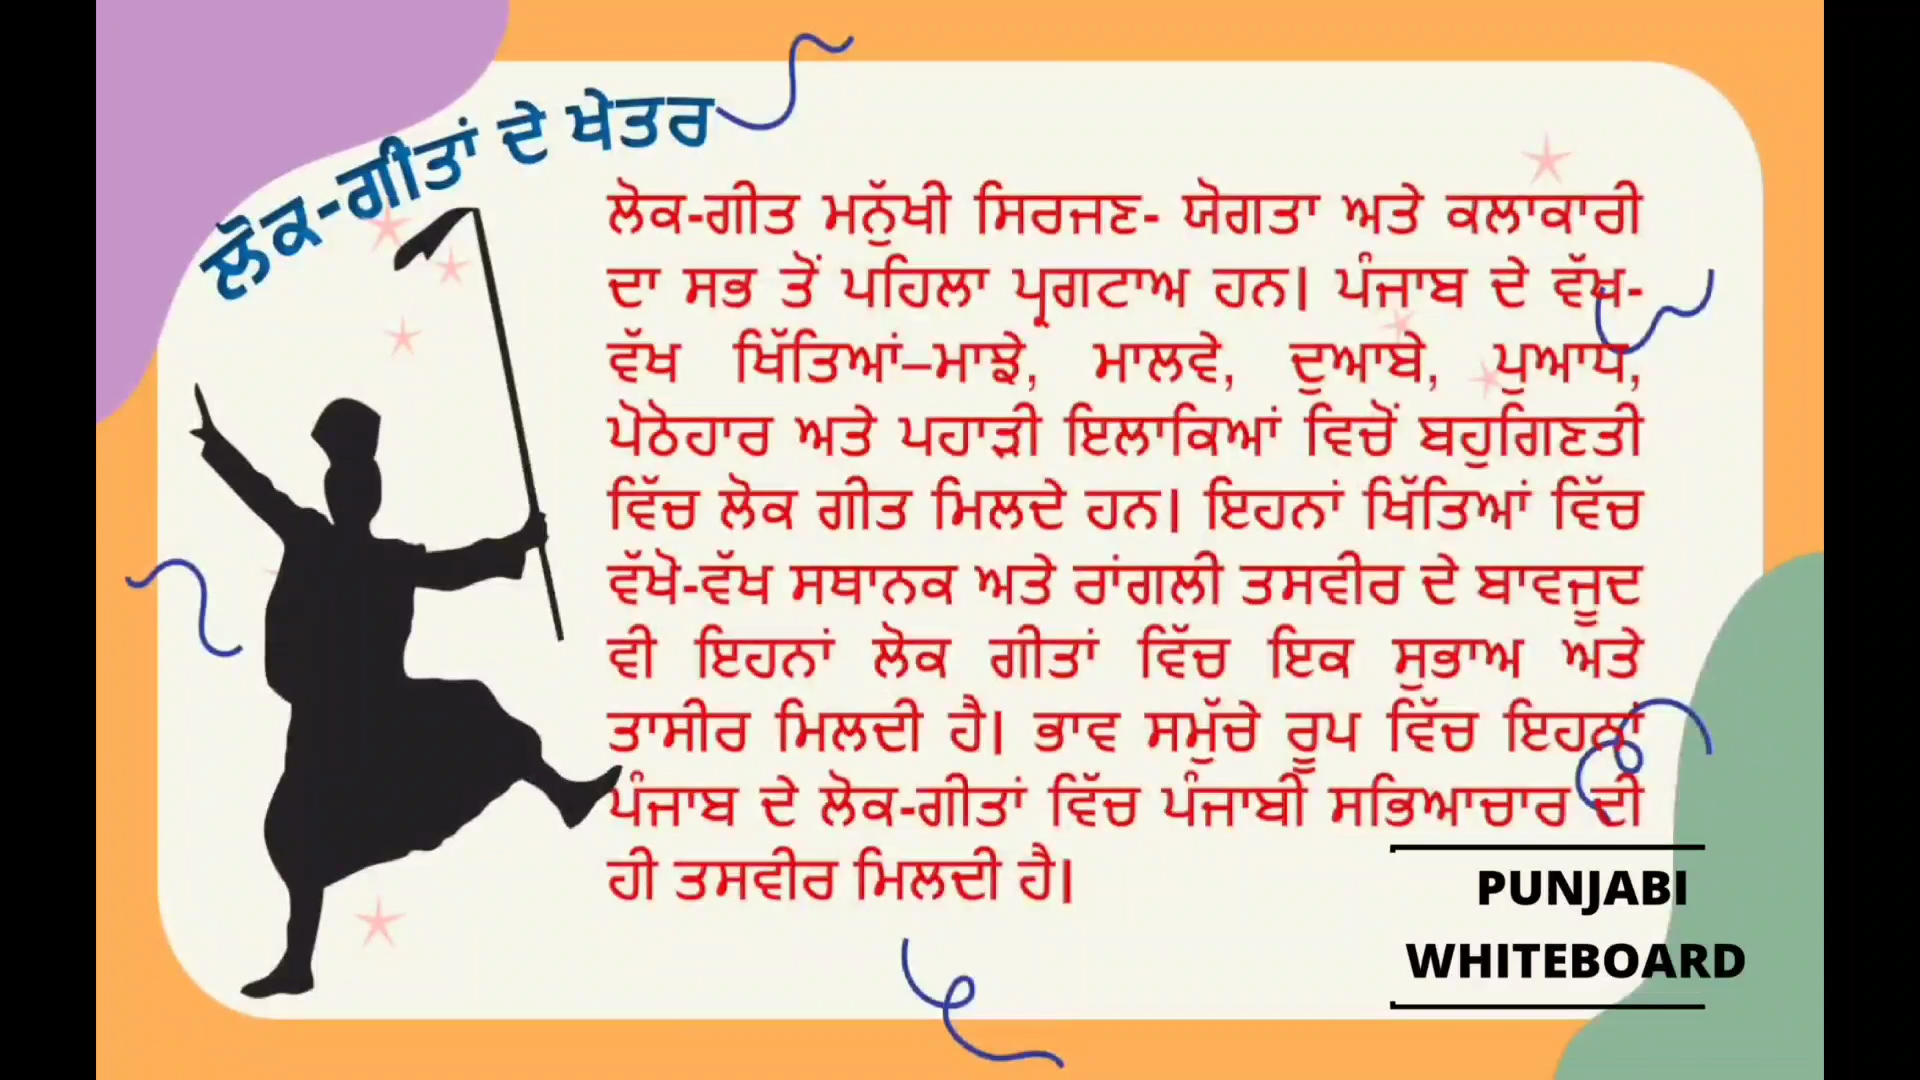 ਲੋਕ-ਗੀਤਾਂ ਦੇ ਖੇਤਰ
ਲੋਕ-ਗੀਤ ਮਨੁੱਖੀ ਸਿਰਜਣ- ਯੋਗਤਾ ਅਤੇ ਕਲਾਕਾਰੀ
ਦਾ ਸਭ ਤੋਂ ਪਹਿਲਾ ਪ੍ਰਗਟਾਅ ਹਨ। ਪੰਜਾਬ ਦੇ ਵੱਖ-
ਵੱਖ ਖਿੱਤਿਆਂ–ਮਾਝੇ, ਮਾਲਵੇ, ਦੁਆਬੇ, ਪੁਆਧ,
ਪੋਠੋਹਾਰ ਅਤੇ ਪਹਾੜੀ ਇਲਾਕਿਆਂ ਵਿਚੋਂ ਬਹੁਗਿਣਤੀ
ਵਿੱਚ ਲੋਕ ਗੀਤ ਮਿਲਦੇ ਹਨ। ਇਹਨਾਂ ਖਿੱਤਿਆਂ ਵਿੱਚ
ਵੱਖੋ-ਵੱਖ ਸਥਾਨਕ ਅਤੇ ਰਾਂਗਲੀ ਤਸਵੀਰ ਦੇ ਬਾਵਜੂਦ
ਵੀ ਇਹਨਾਂ ਲੋਕ ਗੀਤਾਂ ਵਿੱਚ ਇਕ ਸੁਭਾਅ ਅਤੇ
ਤਾਸੀਰ ਮਿਲਦੀ ਹੈ। ਭਾਵ ਸਮੁੱਚੇ ਰੂਪ ਵਿੱਚ ਇਹਨਾਂ
ਪੰਜਾਬ ਦੇ ਲੋਕ-ਗੀਤਾਂ ਵਿੱਚ ਪੰਜਾਬੀ ਸਭਿਆਚਾਰ ਦੀ
ਹੀ ਤਸਵੀਰ ਮਿਲਦੀ ਹੈ।
PUNJABI
WHITEBOARD